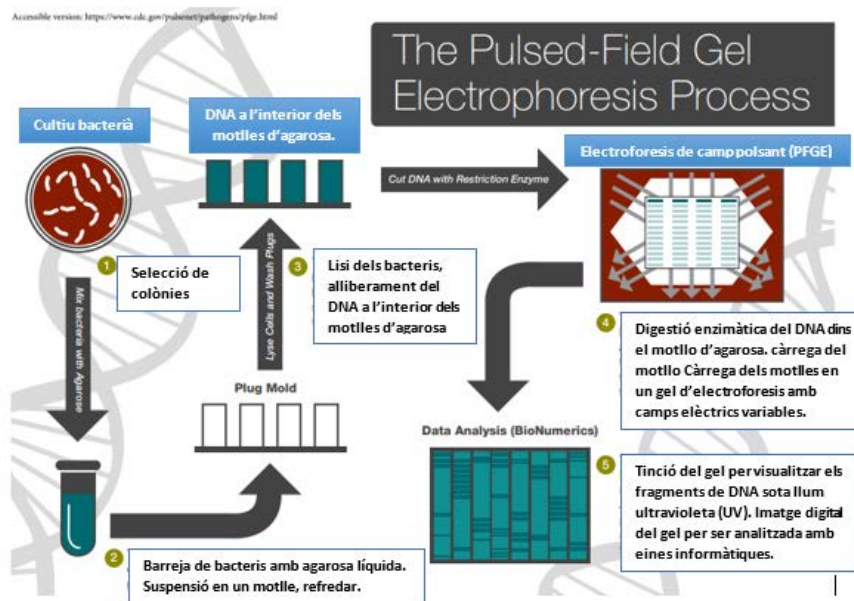 Accessible version: https://www.cdc.gov/pulsenet/pathogens/pfge.html
The Pulsed-Field Gel
Electrophoresis Process
Cultiu bacterià
DNA a l'interior dels
motlles d'agarosa.
Cut DNA with Restriction Enzyme
Electroforesis de camp polsant (PFGE)
1
Selecció de
colònies
Mix bacteria with Agarose
3
Lisi dels bacteris,
alliberament del
DNA a l'interior dels
motlles d'agarosa
Lyse Cells and Wash Plugs
4
Digestió enzimàtica del DNA dins
el motllo d'agarosa. càrrega del
motllo Càrrega dels motlles en
un gel d'electroforesis amb
camps elèctrics variables.
Plug Mold
Data Analysis (BioNumerics)
5
Tinció del gel per visualitzar els
fragments de DNA sota llum
ultravioleta (UV). Imatge digital
del gel per ser analitzada amb
eines informàtiques.
2
Barreja de bacteris amb agarosa líquida.
Suspensió en un motlle, refredar.